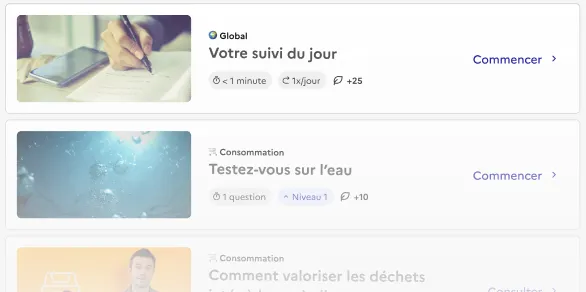 Global
Votre suivi du jour
Commencer
< 1 minute
1x/jour
+25
Consommation
Testez-vous sur l'eau
Commencer
1 question
Niveau 1
+10
Consommation
Comment valoriser les déchets
Consulter